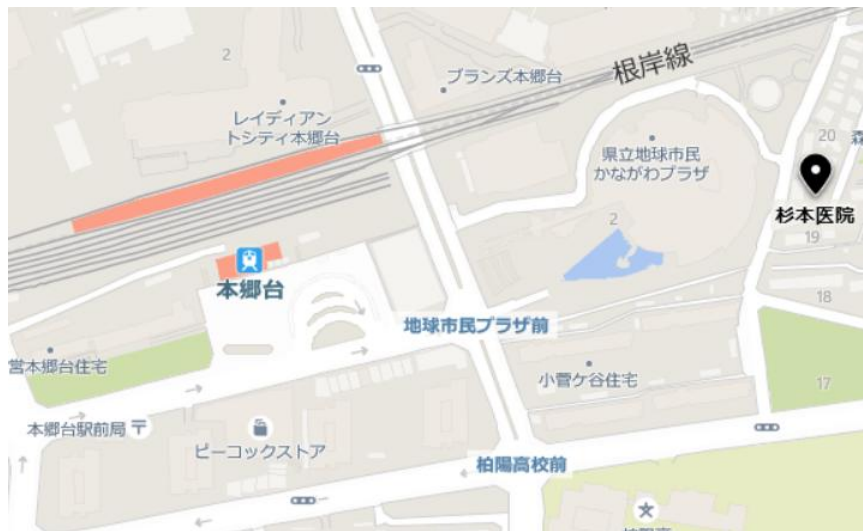 2
根岸線
ブランズ本郷台
レイディアン
トシティ本郷台
20
森
県立地球市民
かながわプラザ
杉本医院
2
19
本郷台
18
地球市民プラザ前
営本郷台住宅
小菅ケ谷住宅
17
本郷台駅前局
ピーコックストア
柏陽高校前
文